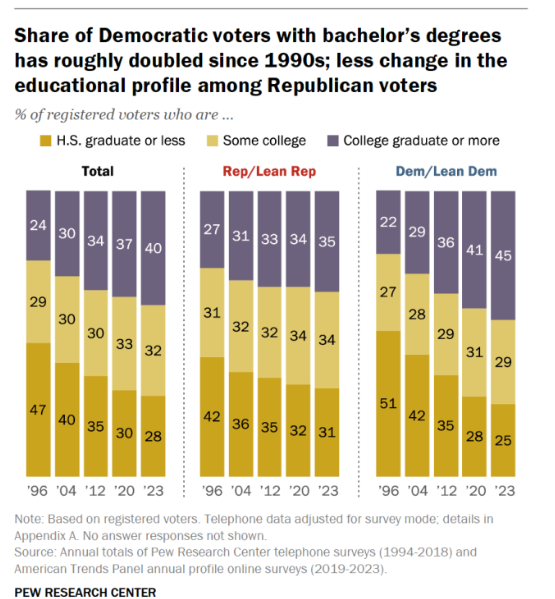 Share of Democratic voters with bachelor's degrees
has roughly doubled since 1990s; less change in the
educational profile among Republican voters
% of registered voters who are ...
H.S. graduate or less Some college College graduate or more
Total Rep/Lean Rep Dem/Lean Dem
24 30 34 37 40 27 31 33 34 35 22 29 36 41 45
29 30 30 33 32 31 32 32 34 34 27 28 29 31 29
47 40 35 30 28 42 36 35 32 31 51 42 35 28 25
'96 '04 '12 '20 '23 '96 '04 '12 '20 '23 '96 '04 '12 '20 '23
Note: Based on registered voters. Telephone data adjusted for survey mode; details in
Appendix A. No answer responses not shown.
Source: Annual totals of Pew Research Center telephone surveys (1994-2018) and
American Trends Panel annual profile online surveys (2019-2023).
PEW RESEARCH CENTER